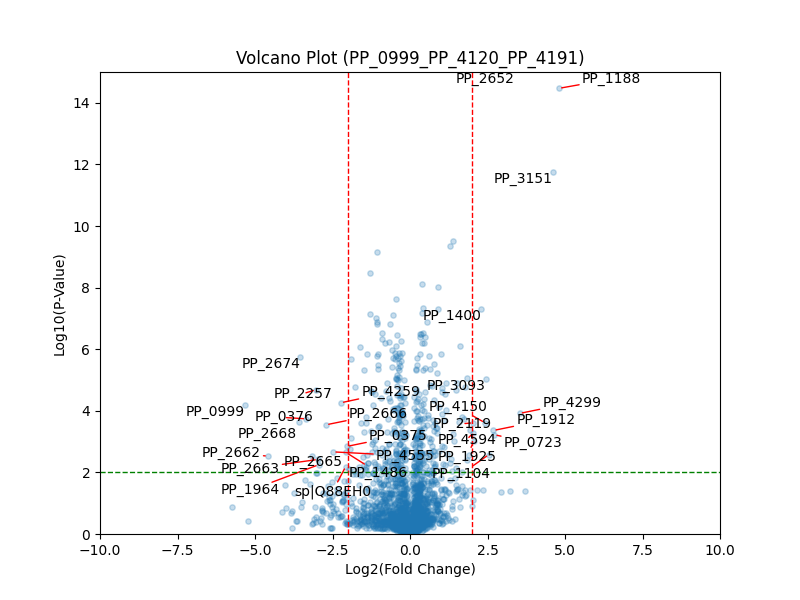 Volcano Plot (PP_0999_PP_4120_PP_4191)
PP_2652
PP_1188
PP_3151
PP_1400
PP_2674
PP_2257
PP_4259
PP_3093
PP_0999
PP_0376
PP_2666
PP_4150
PP_4299
PP_2668
PP_0375
PP_2119
PP_1912
PP_2662
PP_4594
PP_0723
PP_2663
PP_2665
PP_4555
PP_1925
PP_1964
sp|Q88EH0
PP_1486
PP_1104
Log10(P-Value)
14
12
10
8
6
4
2
0
−10.0
−7.5
−5.0
−2.5
0.0
2.5
5.0
7.5
10.0
Log2(Fold Change)